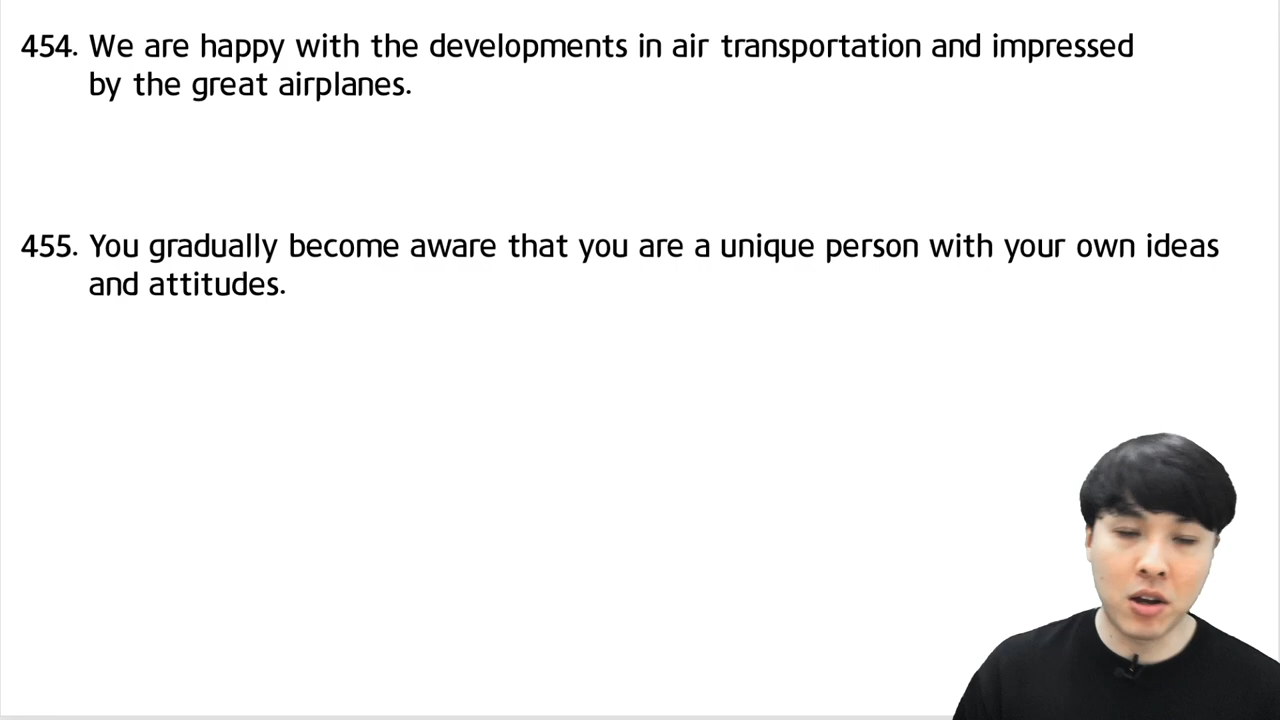 454. We are happy with the developments in air transportation and impressed
by the great airplanes.
455. You gradually become aware that you are a unique person with your own ideas
and attitudes.